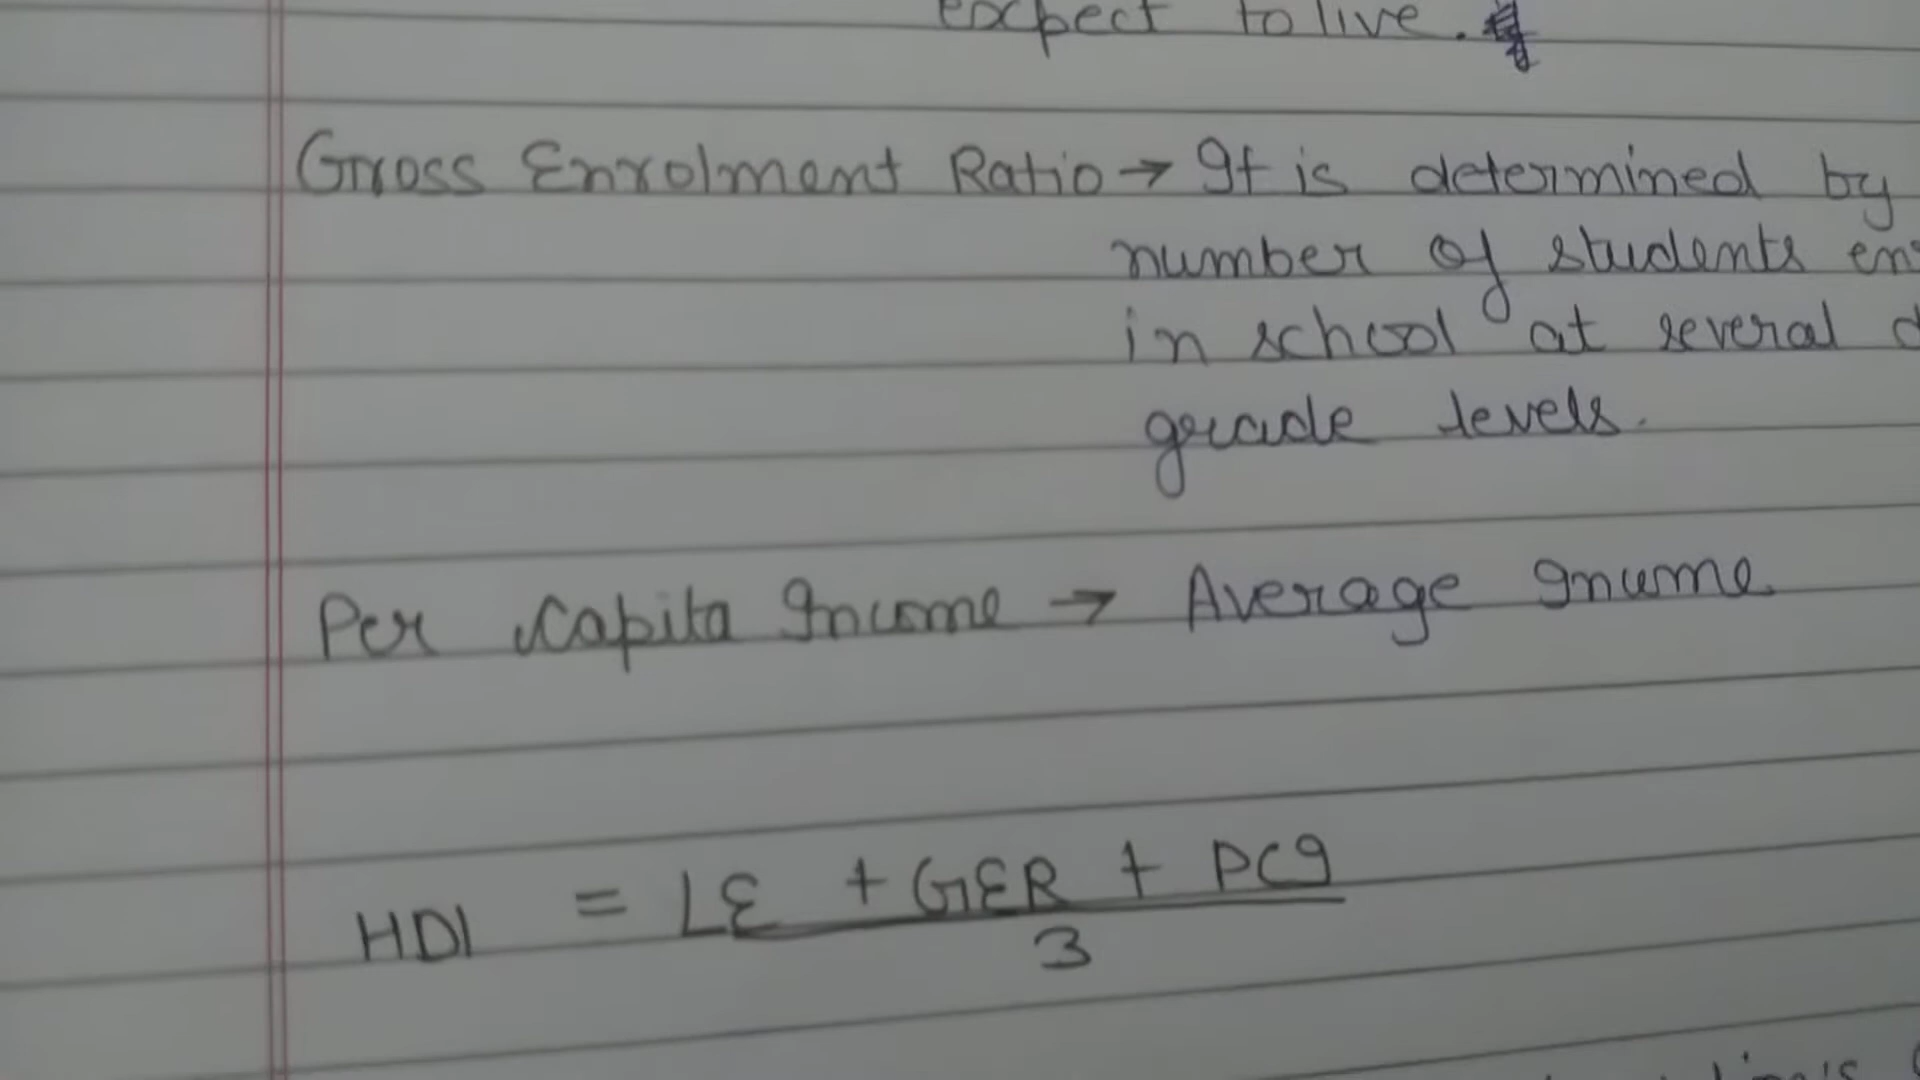 expect to live.
Gross Enrolment Ratio → It is determined by
number of students
in school at several
grade levels.
Per Capita Income → Average Income
HDI = LE + GER + PCI
3